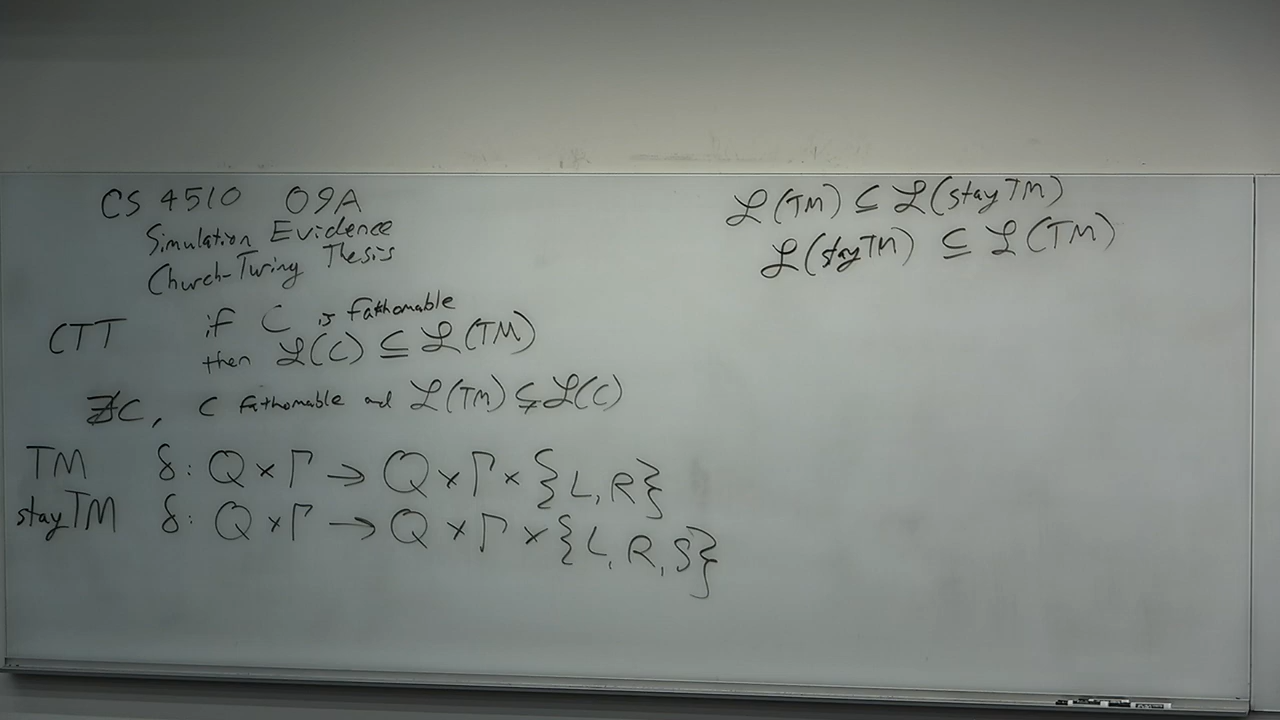 CS 4510 09A
Simulation Evidence
Church-Turing Thesis
CTT if C is fathomable
then ℒ(C) ⊆ ℒ(TM)
∄C, C fathomable and ℒ(TM) ⊊ ℒ(C)
TM δ: Q × Γ → Q × Γ × {L, R}
stayTM δ: Q × Γ → Q × Γ × {L, R, S}
ℒ(TM) ⊆ ℒ(stayTM)
ℒ(stayTM) ⊆ ℒ(TM)